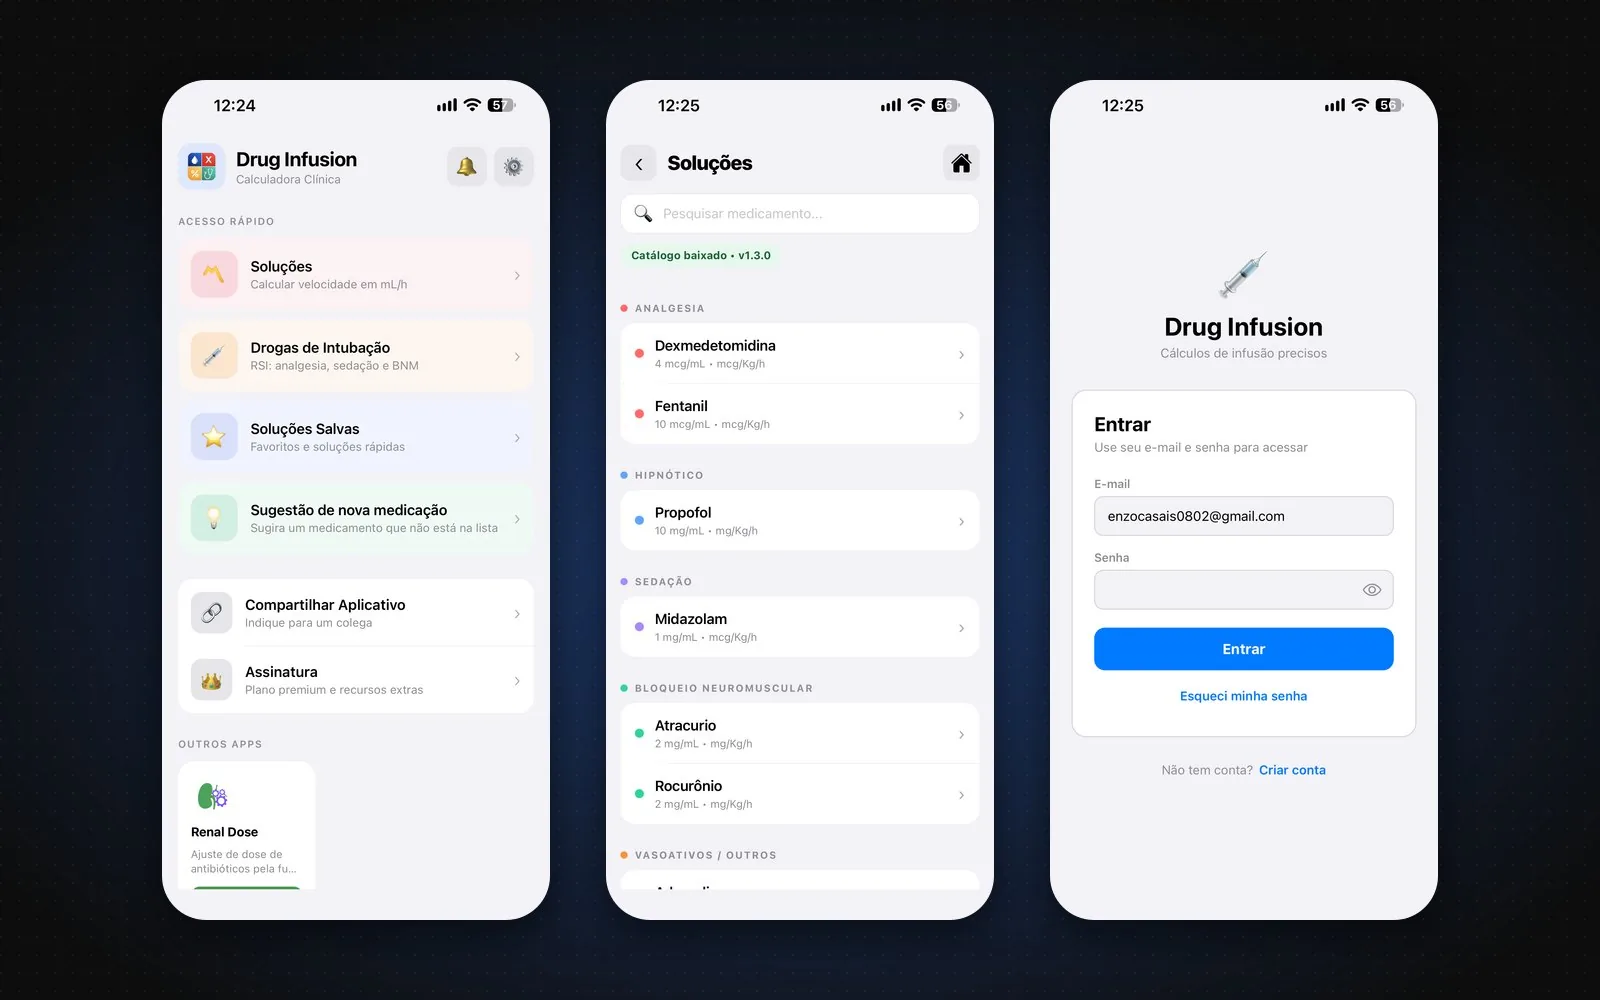 12:24
57
Drug Infusion
Calculadora Clínica
ACESSO RÁPIDO
Soluções
Calcular velocidade em mL/h
Drogas de Intubação
RSI: analgesia, sedação e BNM
Soluções Salvas
Favoritos e soluções rápidas
Sugestão de nova medicação
Sugira um medicamento que não está na lista
Compartilhar Aplicativo
Indique para um colega
Assinatura
Plano premium e recursos extras
OUTROS APPS
Renal Dose
Ajuste de dose de
antibióticos pela fu...
12:25
56
Soluções
Pesquisar medicamento...
Catálogo baixado • v1.3.0
ANALGESIA
Dexmedetomidina
4 mcg/mL • mcg/Kg/h
Fentanil
10 mcg/mL • mcg/Kg/h
HIPNÓTICO
Propofol
10 mg/mL • mg/Kg/h
SEDAÇÃO
Midazolam
1 mg/mL • mcg/Kg/h
BLOQUEIO NEUROMUSCULAR
Atracurio
2 mg/mL • mg/Kg/h
Rocurônio
2 mg/mL • mg/Kg/h
VASOATIVOS / OUTROS
12:25
56
Drug Infusion
Cálculos de infusão precisos
Entrar
Use seu e-mail e senha para acessar
E-mail
enzocasais0802@gmail.com
Senha
Entrar
Esqueci minha senha
Não tem conta? Criar conta